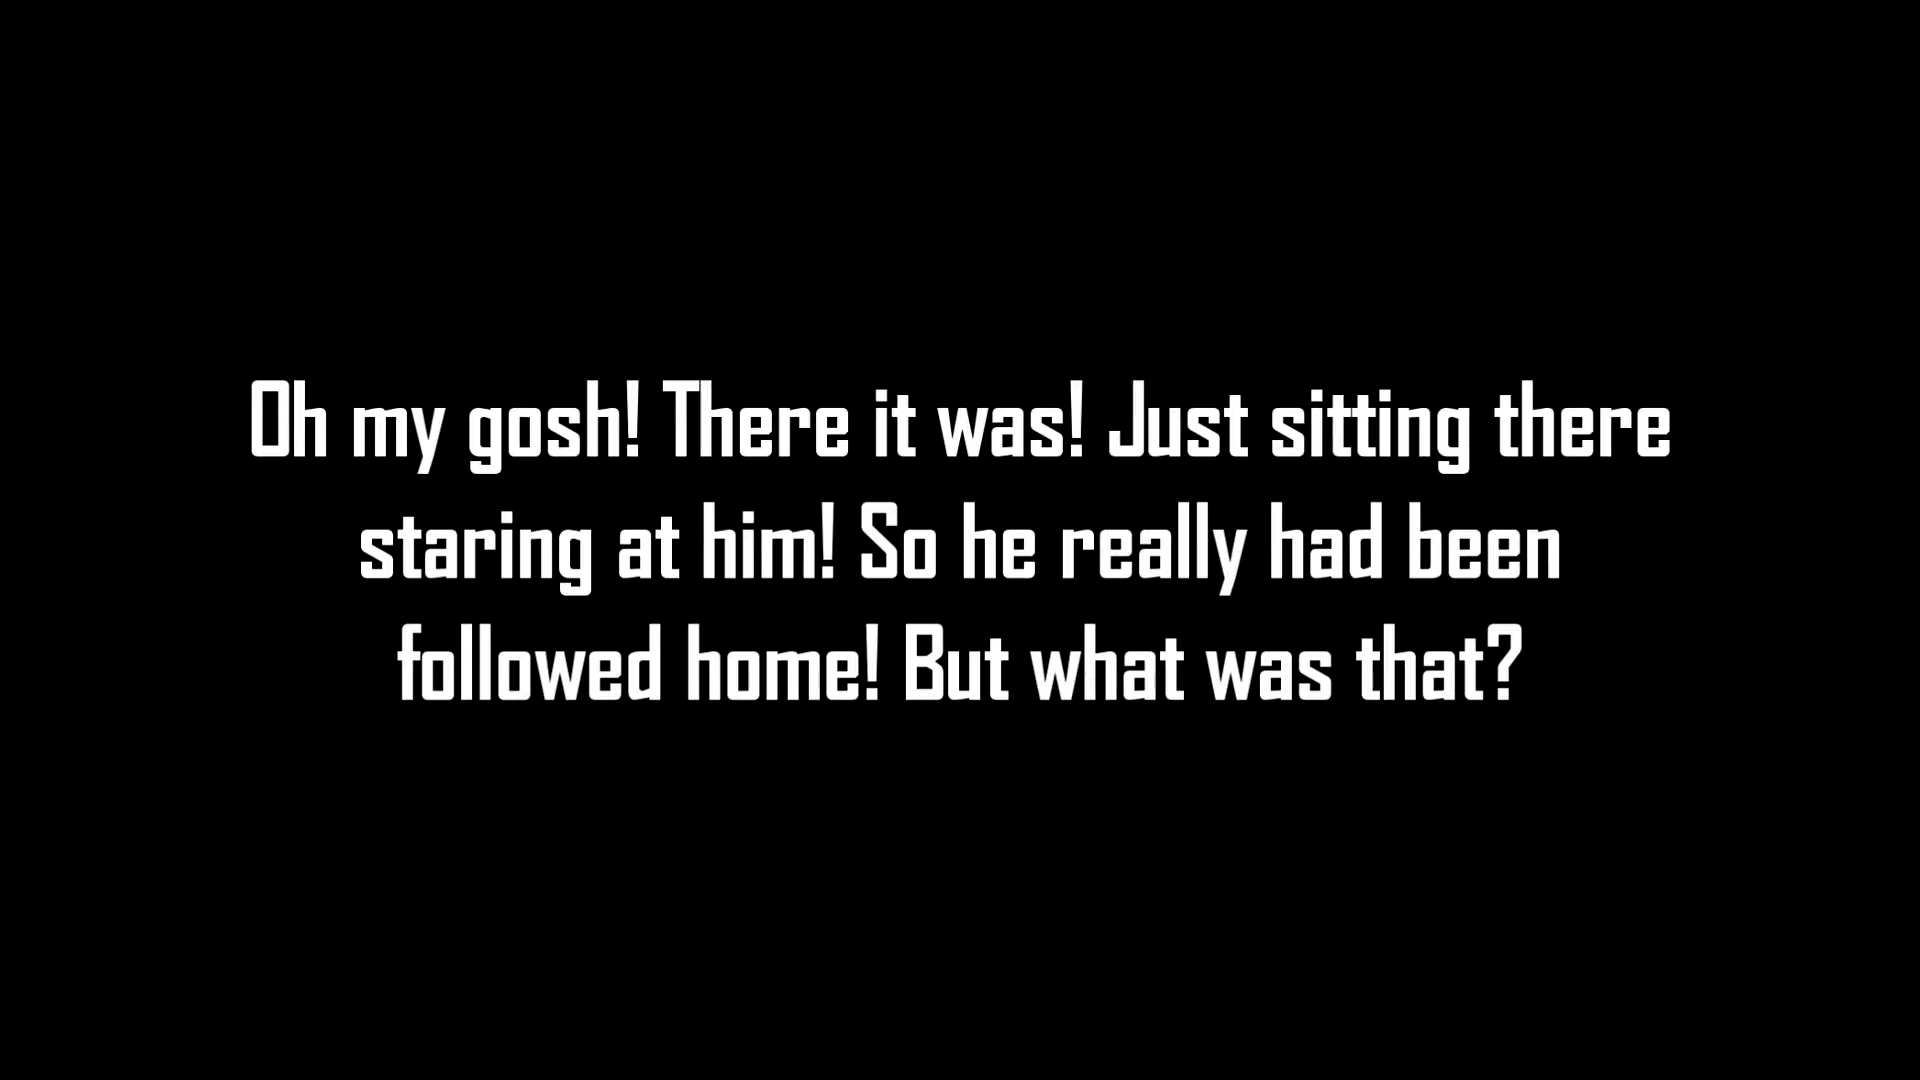 Oh my gosh! There it was! Just sitting there
staring at him! So he really had been
followed home! But what was that?